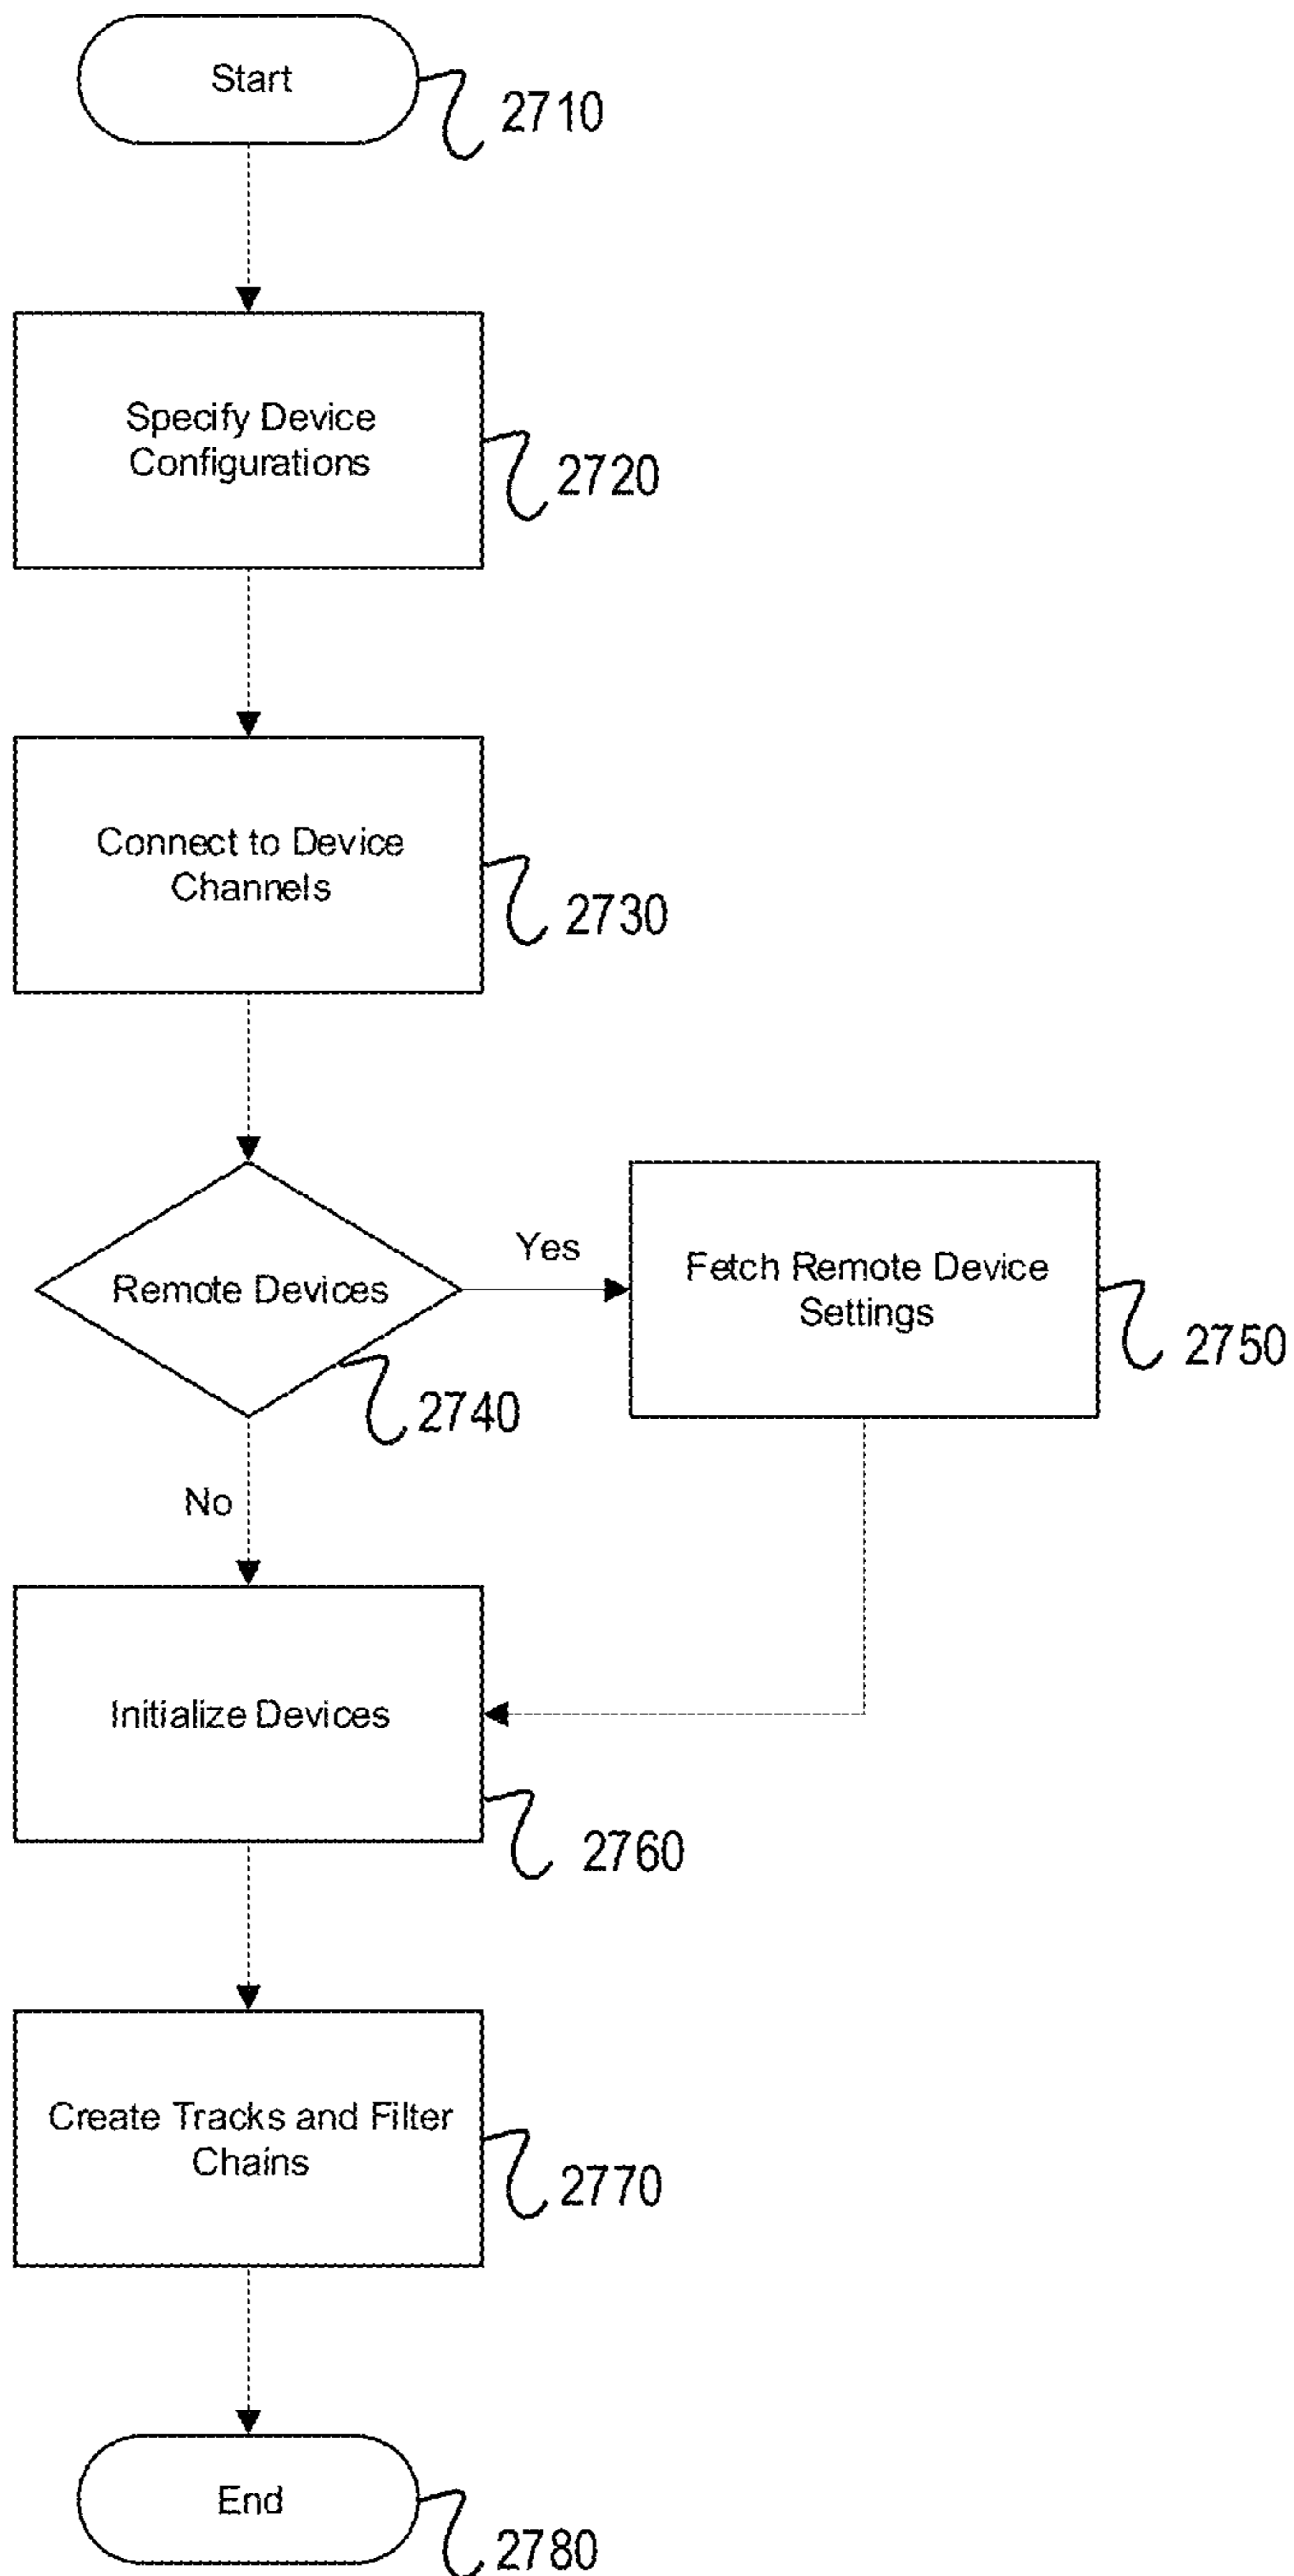 Start
2710
Specify Device
Configurations
2720
Connect to Device
Channels
2730
Remote Devices
2740
Yes
Fetch Remote Device
Settings
2750
No
Initialize Devices
2760
Create Tracks and Filter
Chains
2770
End
2780